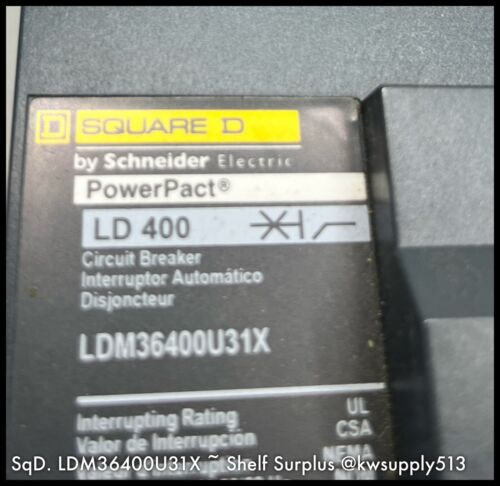 SQUARE D
by Schneider Electric
PowerPact®
LD 400
Circuit Breaker
Interruptor Automático
Disjoncteur
LDM36400U31X
Interrupting Rating UL
Valor de Interrupción CSA
NEMA
SqD. LDM36400U31X ~ Shelf Surplus @kwsupply513